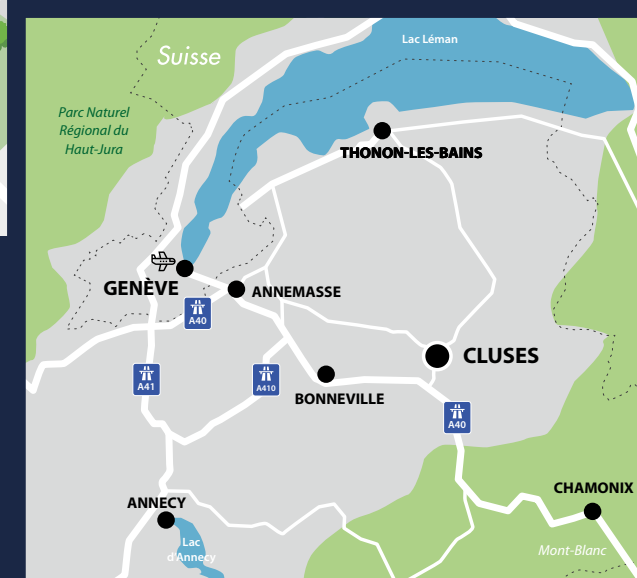 Lac Léman
Suisse
Parc Naturel
Régional du
Haut-Jura
THONON-LES-BAINS
GENÈVE
ANNEMASSE
A40
CLUSES
A41
A410
BONNEVILLE
A40
CHAMONIX
ANNECY
Lac
d'Annecy
Mont-Blanc